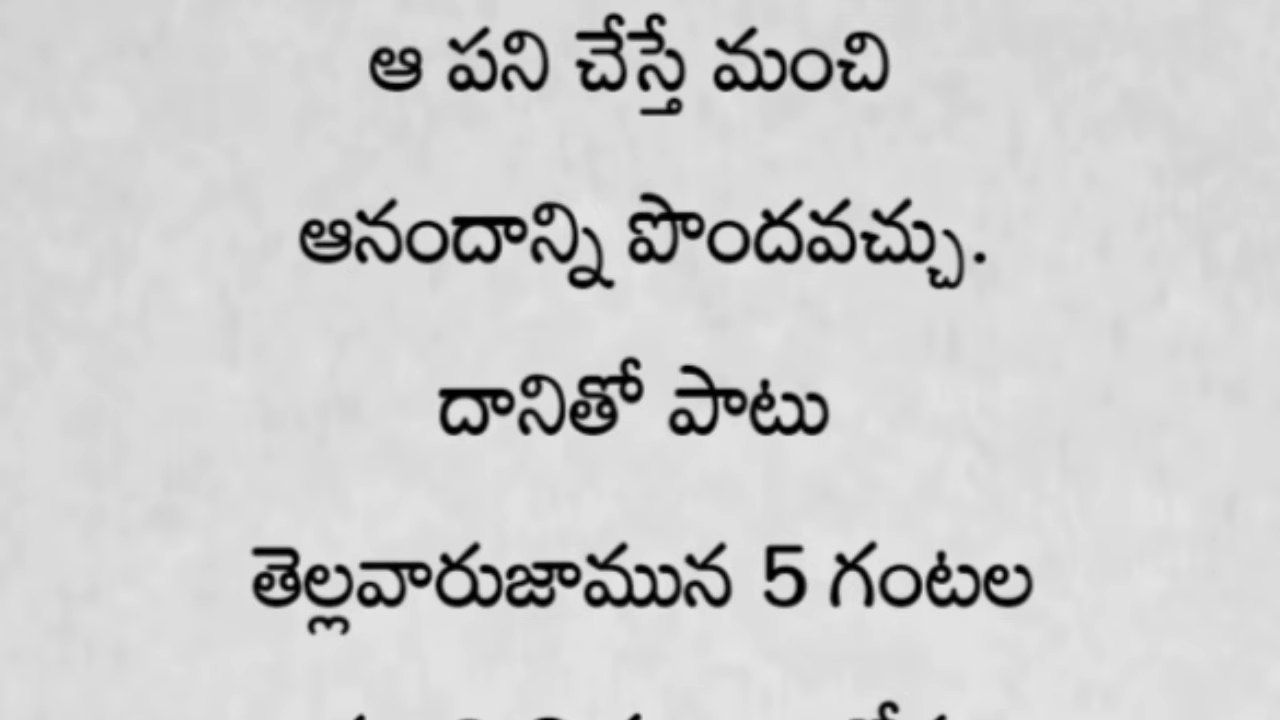 ఆ పని చేస్తే మంచి
ఆనందాన్ని పొందవచ్చు.
దానితో పాటు
తెల్లవారుజామున 5 గంటల